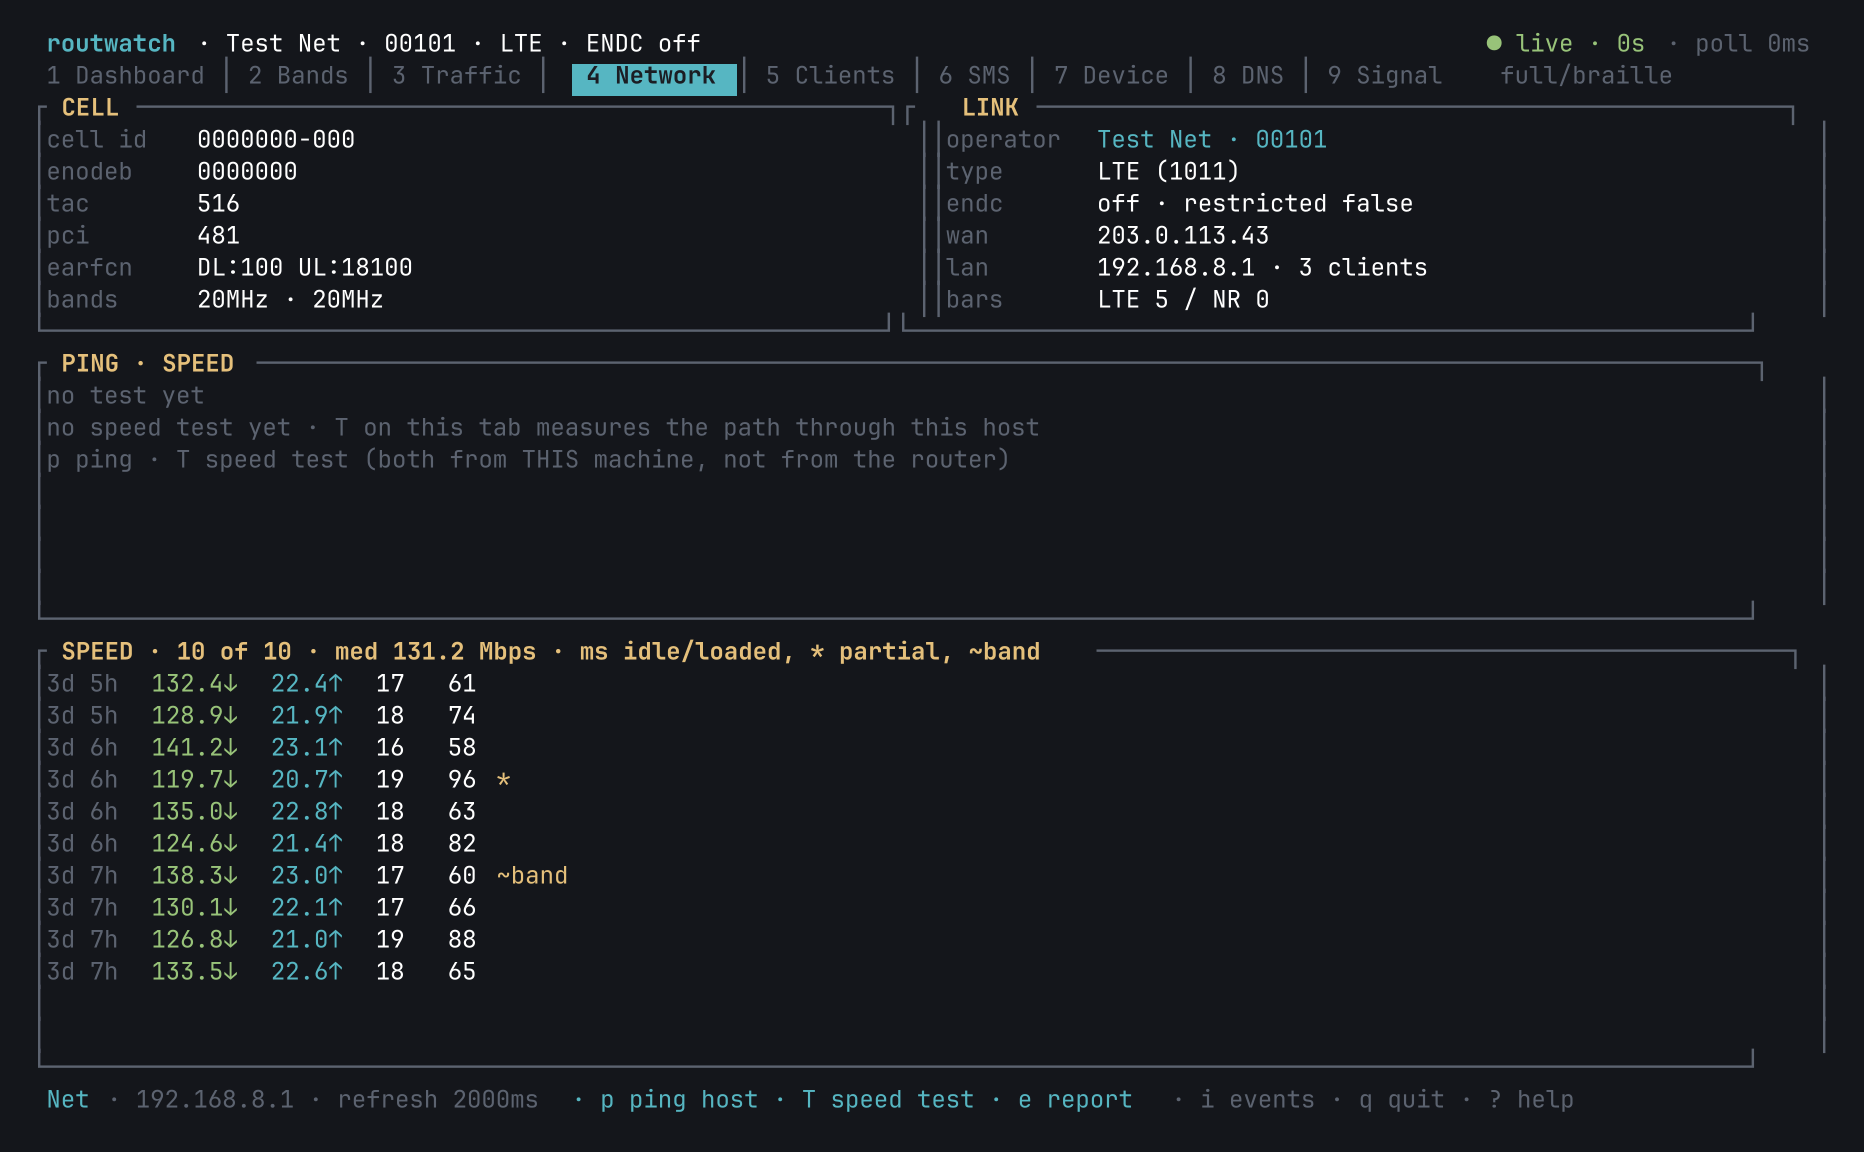 routwatch · Test Net · 00101 · LTE · ENDC off ● live · 0s · poll 0ms
1 Dashboard │ 2 Bands │ 3 Traffic │ 4 Network │ 5 Clients │ 6 SMS │ 7 Device │ 8 DNS │ 9 Signal full/braille
CELL
cell id 0000000-000
enodeb 0000000
tac 516
pci 481
earfcn DL:100 UL:18100
bands 20MHz · 20MHz
LINK
operator Test Net · 00101
type LTE (1011)
endc off · restricted false
wan 203.0.113.43
lan 192.168.8.1 · 3 clients
bars LTE 5 / NR 0
PING · SPEED
no test yet
no speed test yet · T on this tab measures the path through this host
p ping · T speed test (both from THIS machine, not from the router)
SPEED · 10 of 10 · med 131.2 Mbps · ms idle/loaded, * partial, ~band
3d 5h 132.4↓ 22.4↑ 17 61
3d 5h 128.9↓ 21.9↑ 18 74
3d 6h 141.2↓ 23.1↑ 16 58
3d 6h 119.7↓ 20.7↑ 19 96 *
3d 6h 135.0↓ 22.8↑ 18 63
3d 6h 124.6↓ 21.4↑ 18 82
3d 7h 138.3↓ 23.0↑ 17 60 ~band
3d 7h 130.1↓ 22.1↑ 17 66
3d 7h 126.8↓ 21.0↑ 19 88
3d 7h 133.5↓ 22.6↑ 18 65
Net · 192.168.8.1 · refresh 2000ms · p ping host · T speed test · e report · i events · q quit · ? help